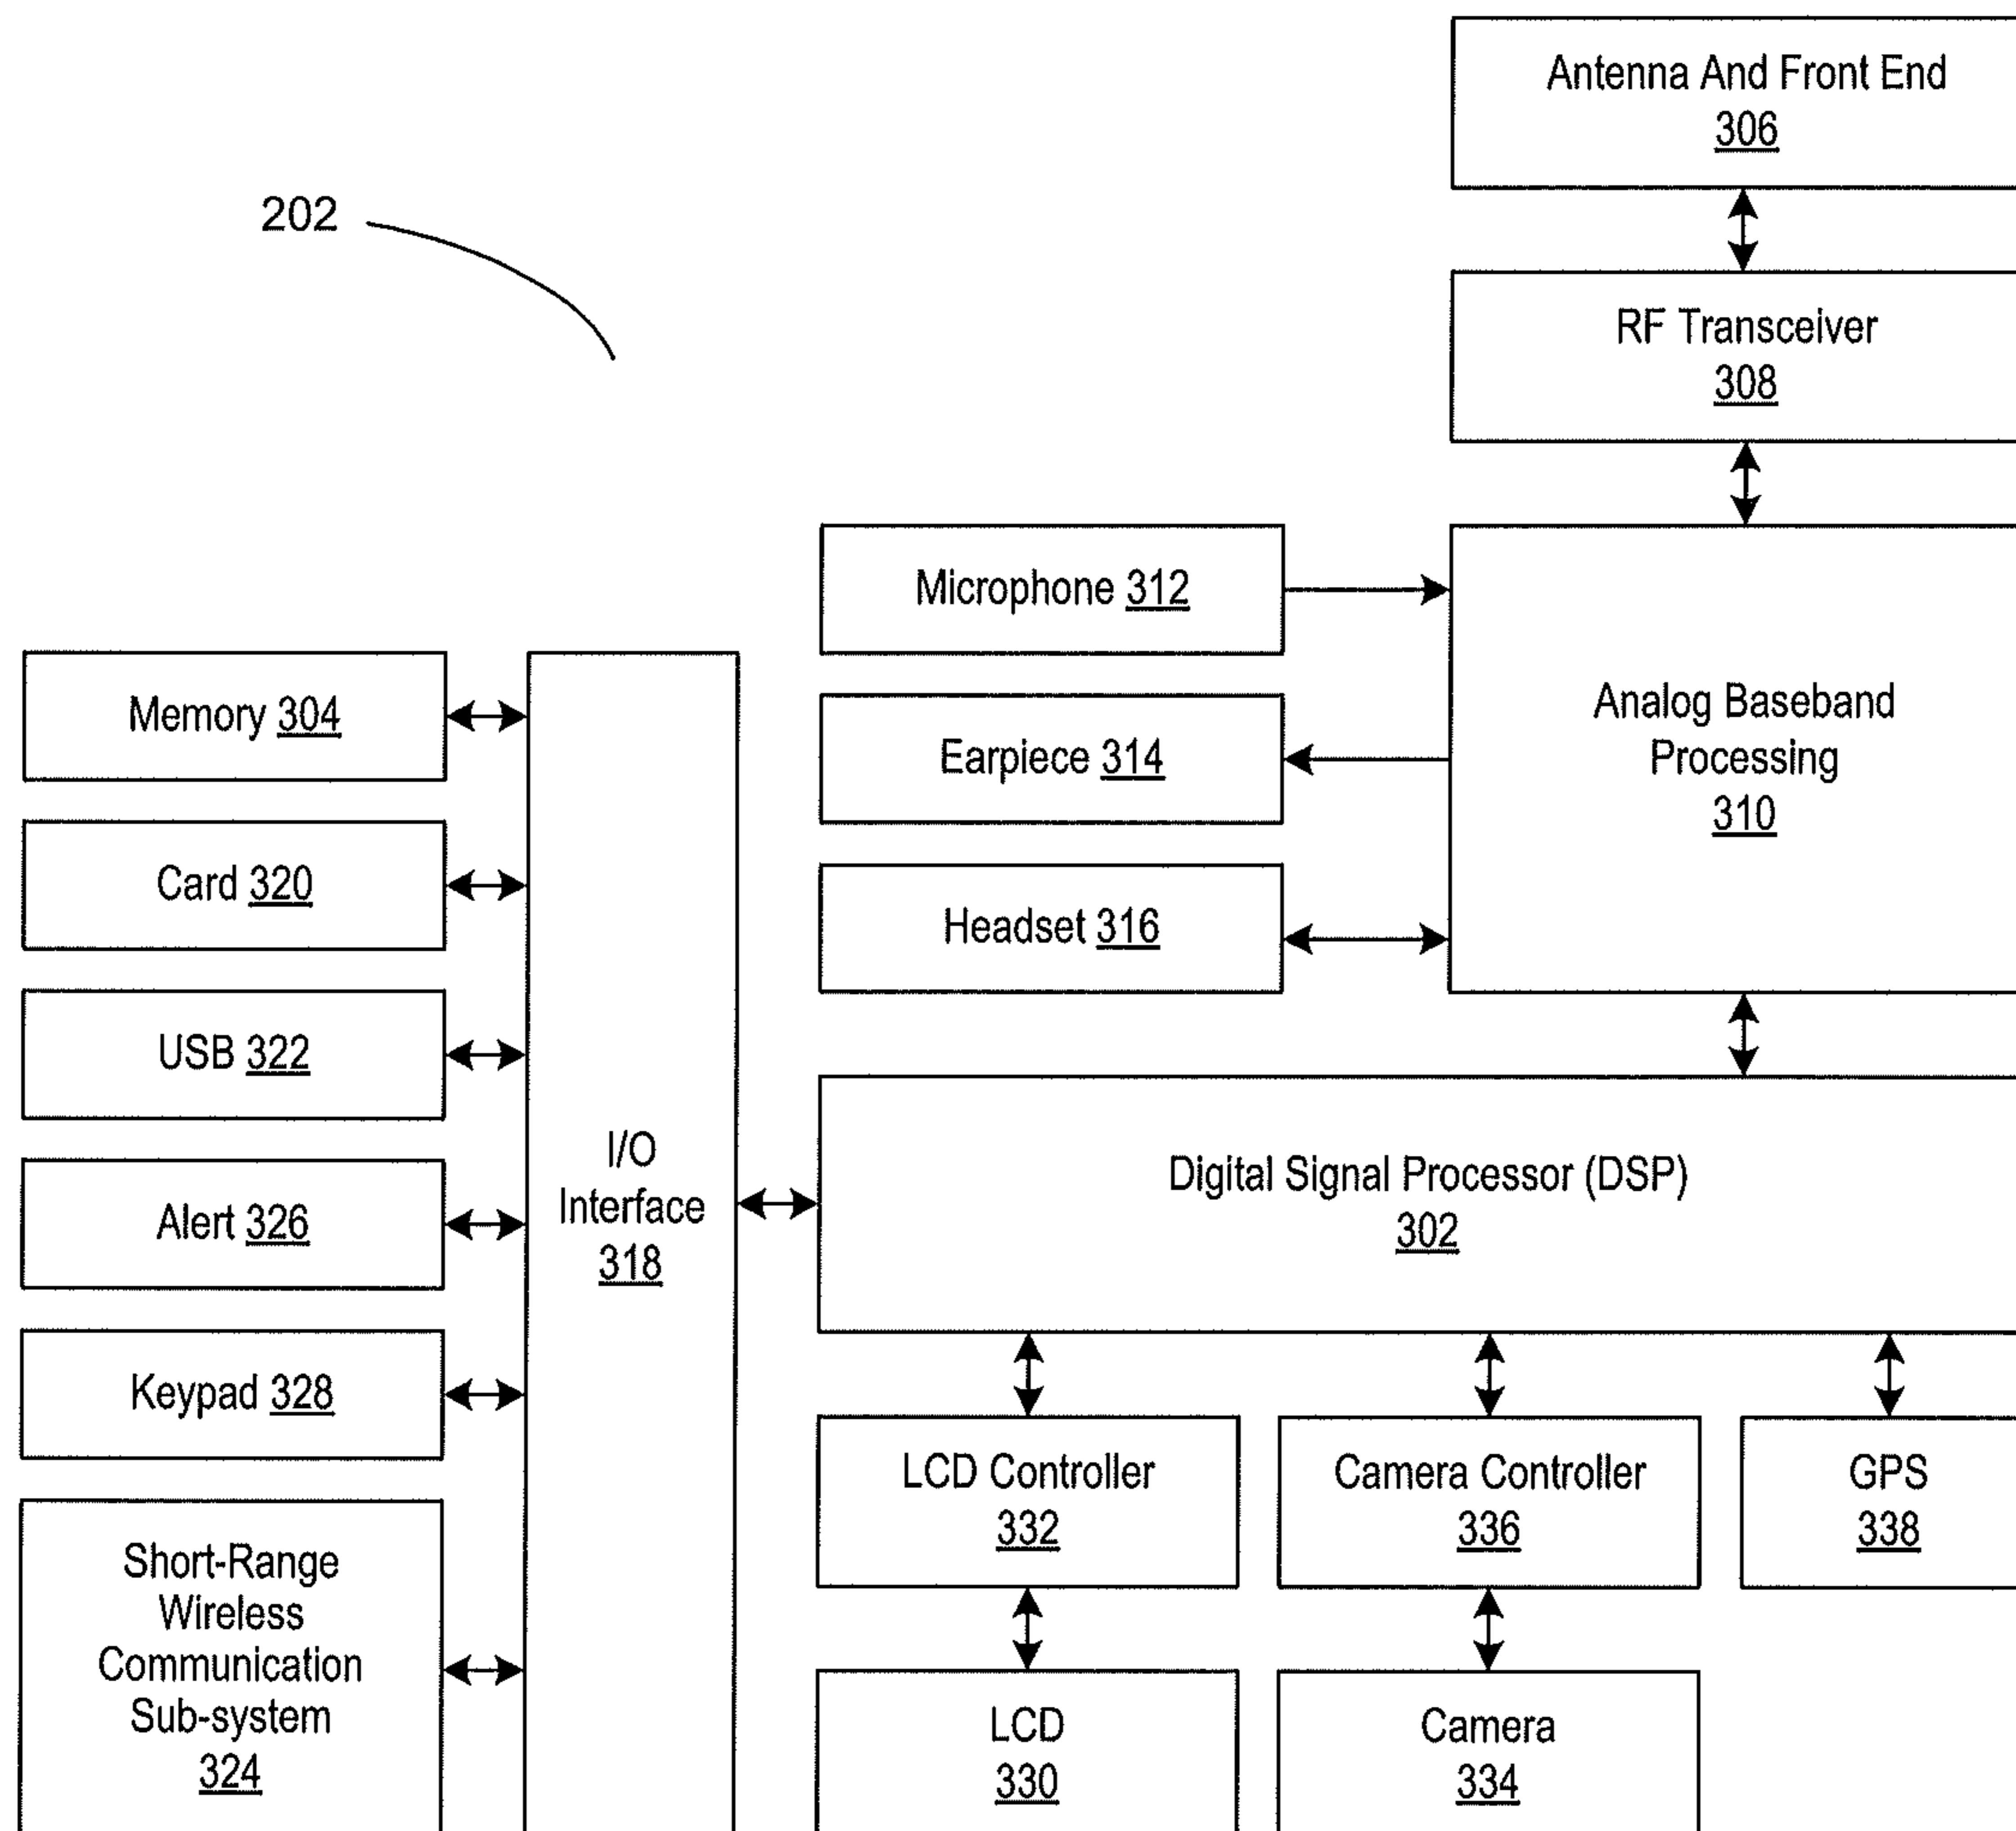 Antenna And Front End
306
202
RF Transceiver
308
Microphone 312
Earpiece 314
Headset 316
Analog Baseband
Processing
310
Memory 304
Card 320
USB 322
Alert 326
Keypad 328
Short-Range
Wireless
Communication
Sub-system
324
I/O
Interface
318
Digital Signal Processor (DSP)
302
LCD Controller
332
Camera Controller
336
GPS
338
LCD
330
Camera
334